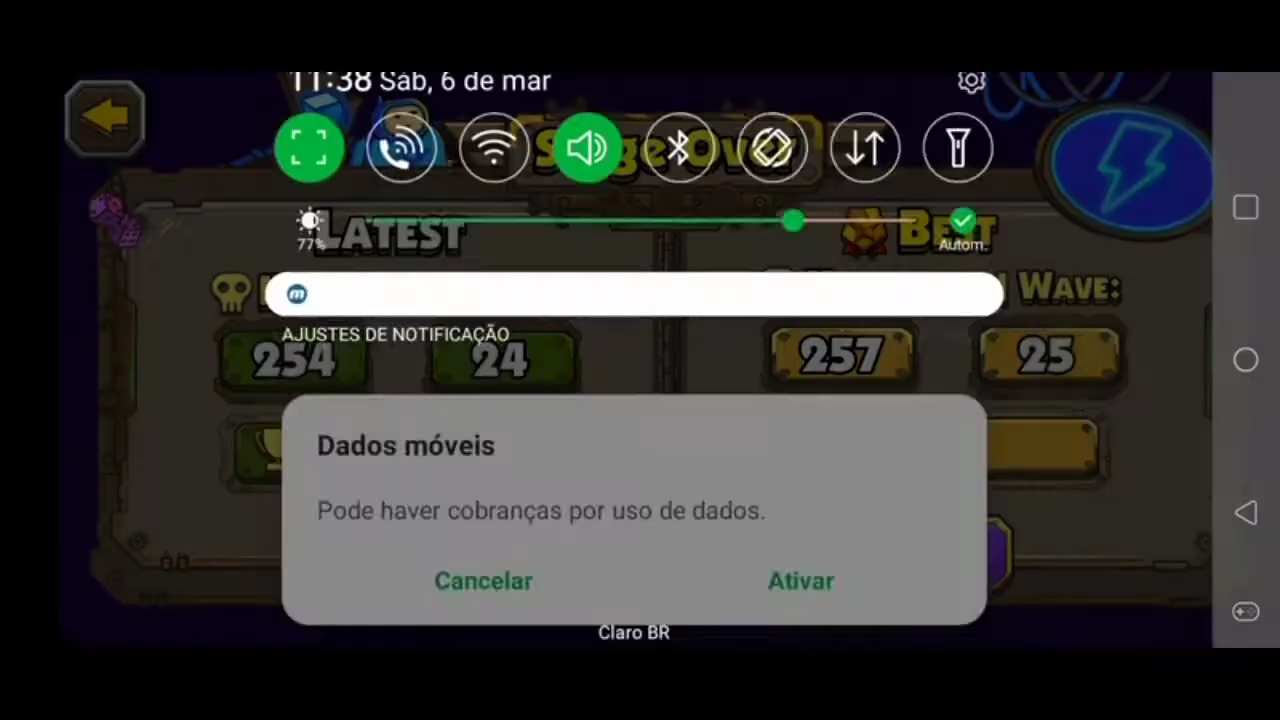 11:38 Sáb, 6 de mar
77%
Autom.
LATEST
BEST
WAVE:
m
AJUSTES DE NOTIFICAÇÃO
254
24
257
25
Dados móveis
Pode haver cobranças por uso de dados.
Cancelar
Ativar
Claro BR